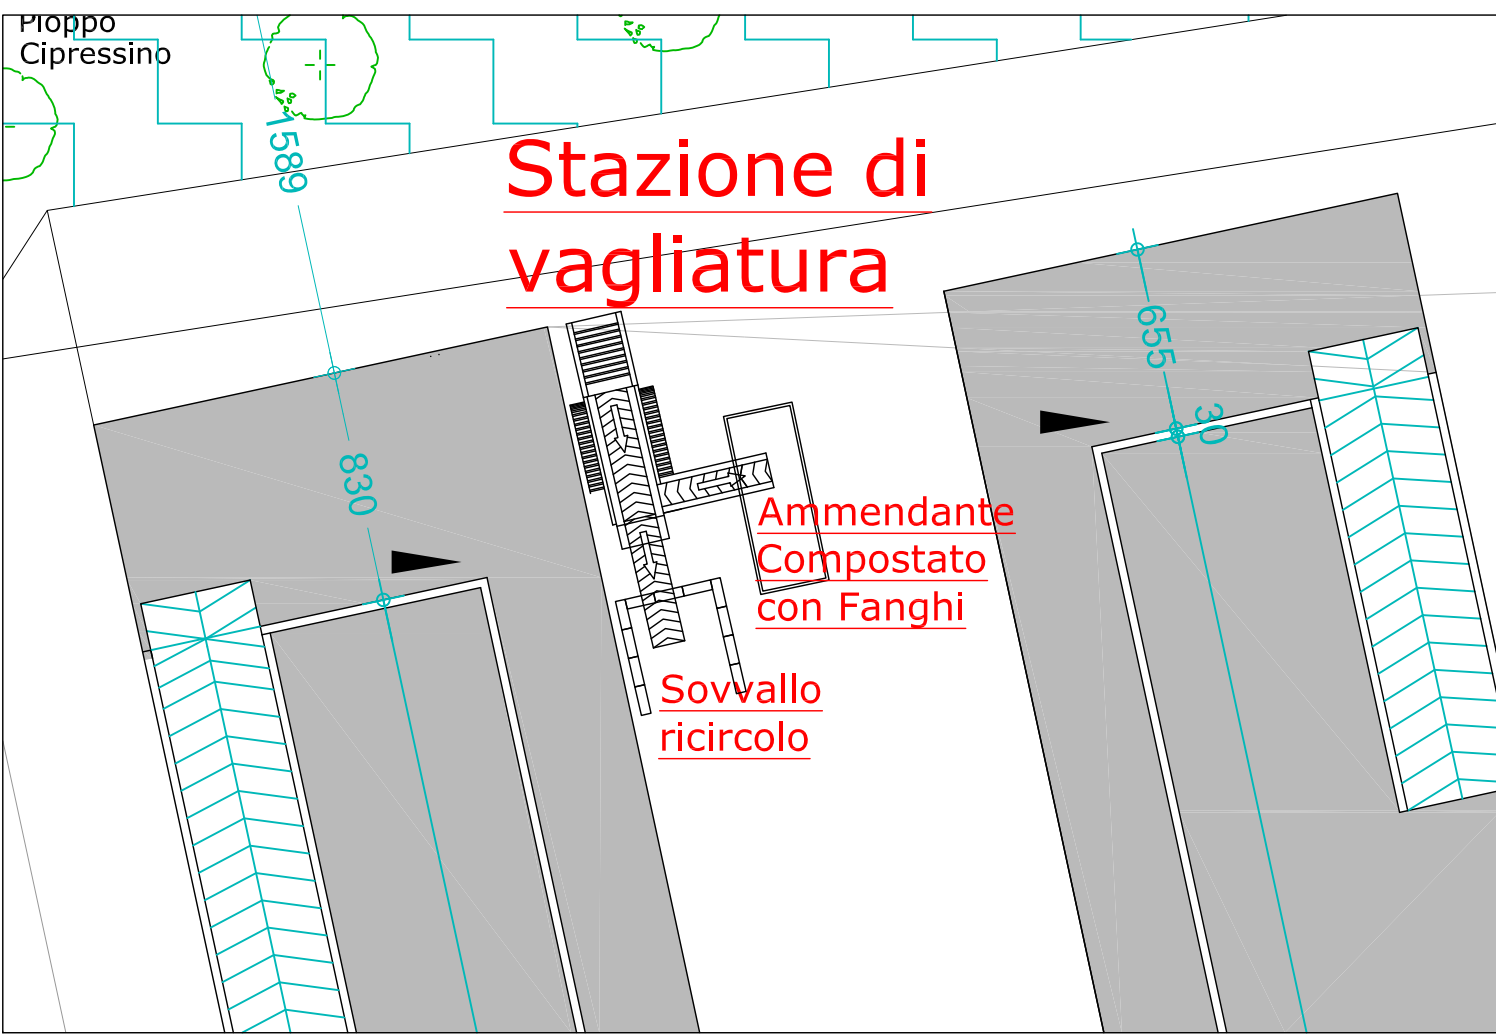 Pioppo
Cipressino
1589
Stazione di
vagliatura
655
30
830
Ammendante
Compostato
con Fanghi
Sovvallo
ricircolo